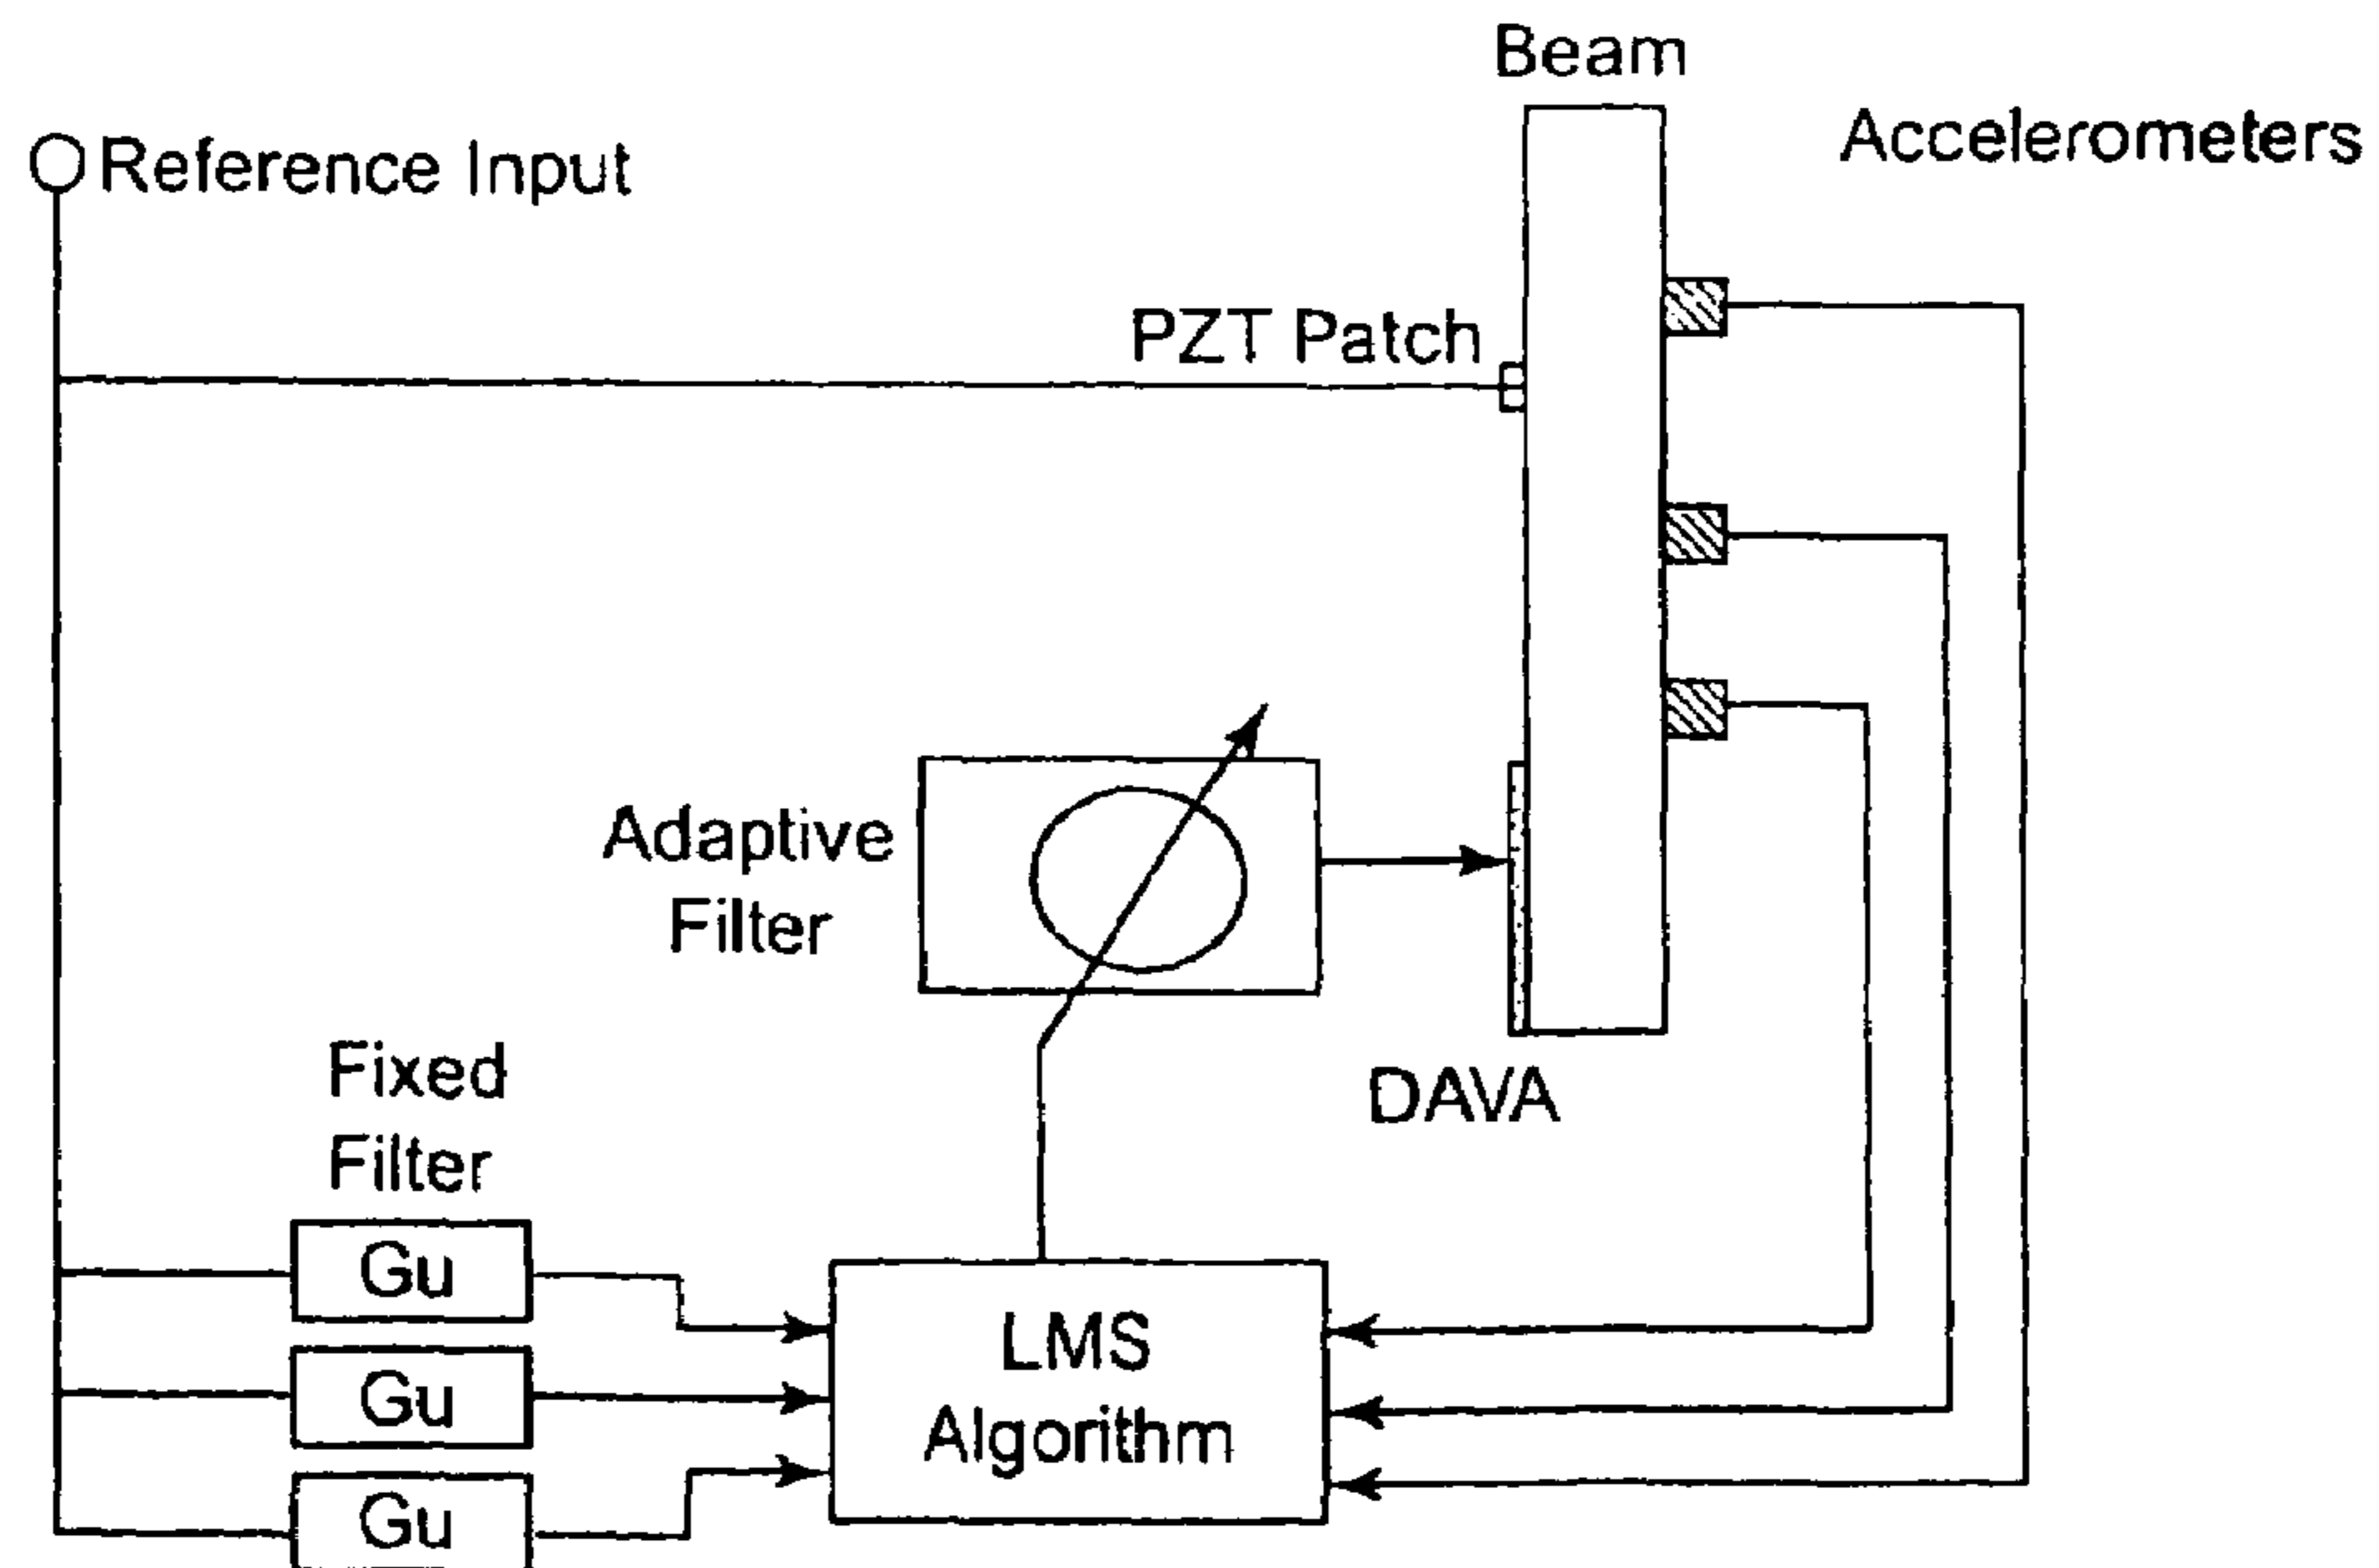 Beam
Accelerometers
Reference Input
PZT Patch
Adaptive
Filter
DAVA
Fixed
Filter
Gu
Gu
Gu
LMS
Algorithm